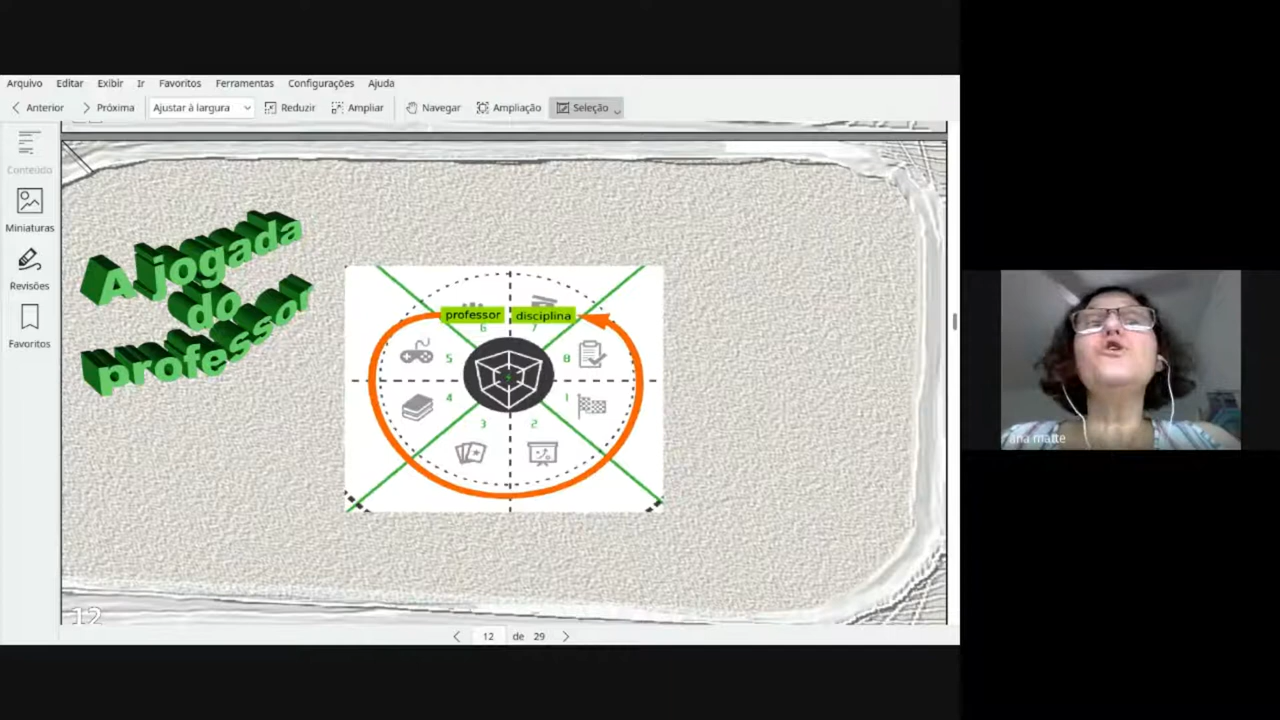 Arquivo Editar Exibir Ir Favoritos Ferramentas Configurações Ajuda
Anterior Próxima Ajustar à largura Reduzir Ampliar Navegar Ampliação Seleção
Conteúdo
Miniaturas
Revisões
Favoritos
A jogada
do
professor
professor disciplina
6 7
5 8
4 1
3 2
12
12 de 29
ana matte